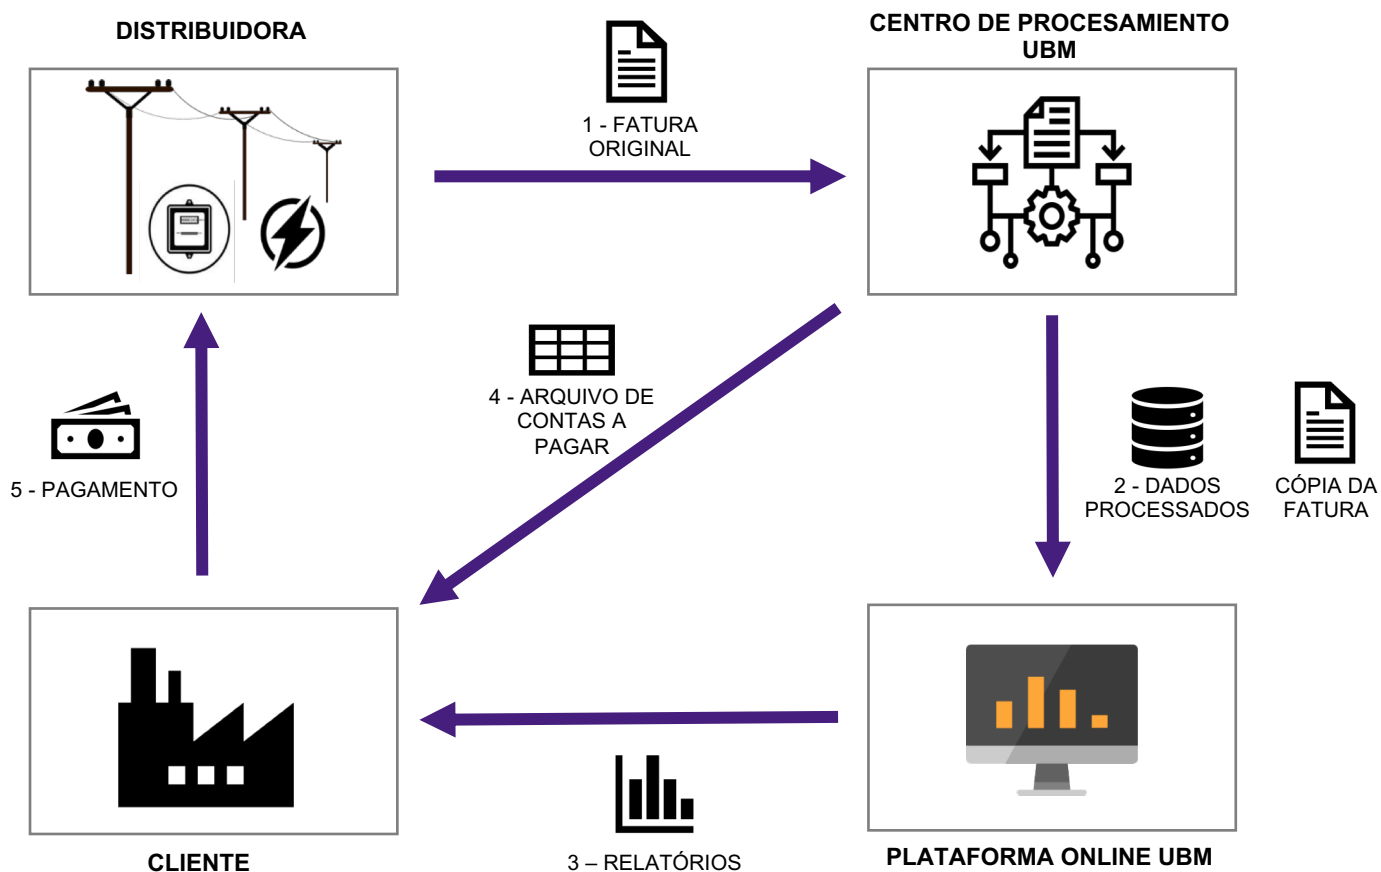 DISTRIBUIDORA
CENTRO DE PROCESAMIENTO
UBM
1 - FATURA
ORIGINAL
4 - ARQUIVO DE
CONTAS A
PAGAR
5 - PAGAMENTO
2 - DADOS
PROCESSADOS
CÓPIA DA
FATURA
CLIENTE
3 – RELATÓRIOS
PLATAFORMA ONLINE UBM